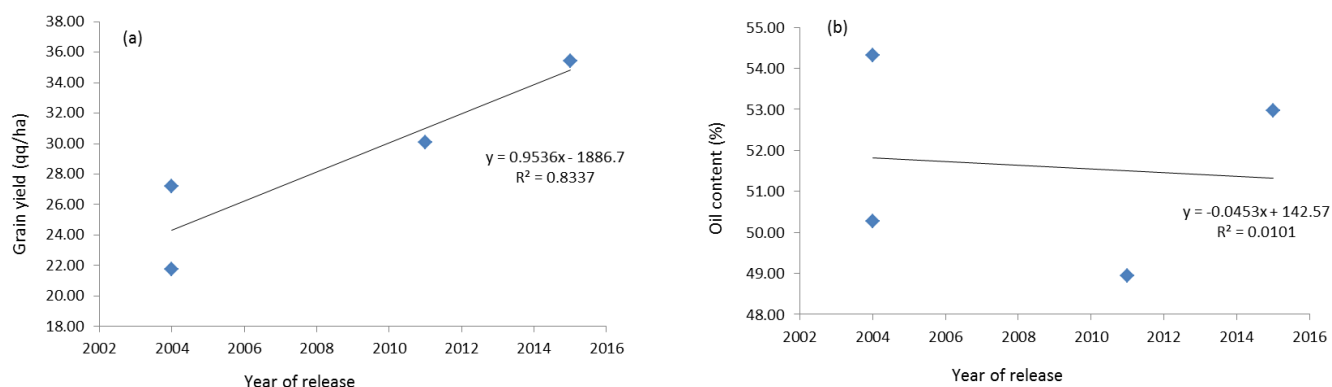 (a)
Grain yield (qq/ha)
38.00
36.00
34.00
32.00
30.00
28.00
26.00
24.00
22.00
20.00
18.00
y = 0.9536x - 1886.7
R² = 0.8337
2002 2004 2006 2008 2010 2012 2014 2016
Year of release
(b)
Oil content (%)
55.00
54.00
53.00
52.00
51.00
50.00
49.00
48.00
y = -0.0453x + 142.57
R² = 0.0101
2002 2004 2006 2008 2010 2012 2014 2016
Year of release